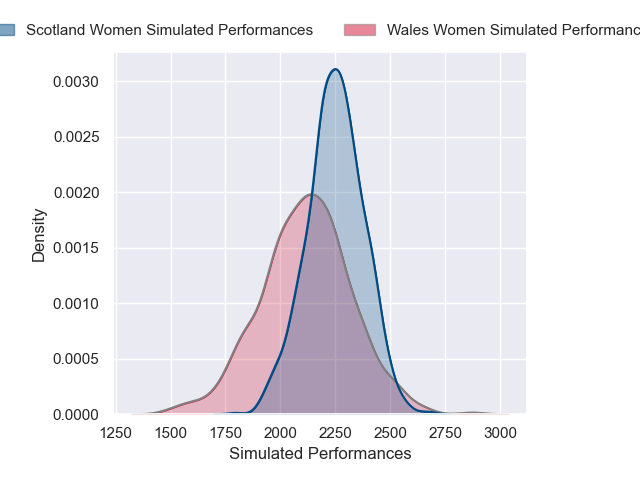 Scotland Women Simulated Performances
Wales Women Simulated
0.0030
0.0025
0.0020
0.0015
0.0010
0.0005
0.0000
Density
1250 1500 1750 2000 2250 2500 2750 3000
Simulated Performances